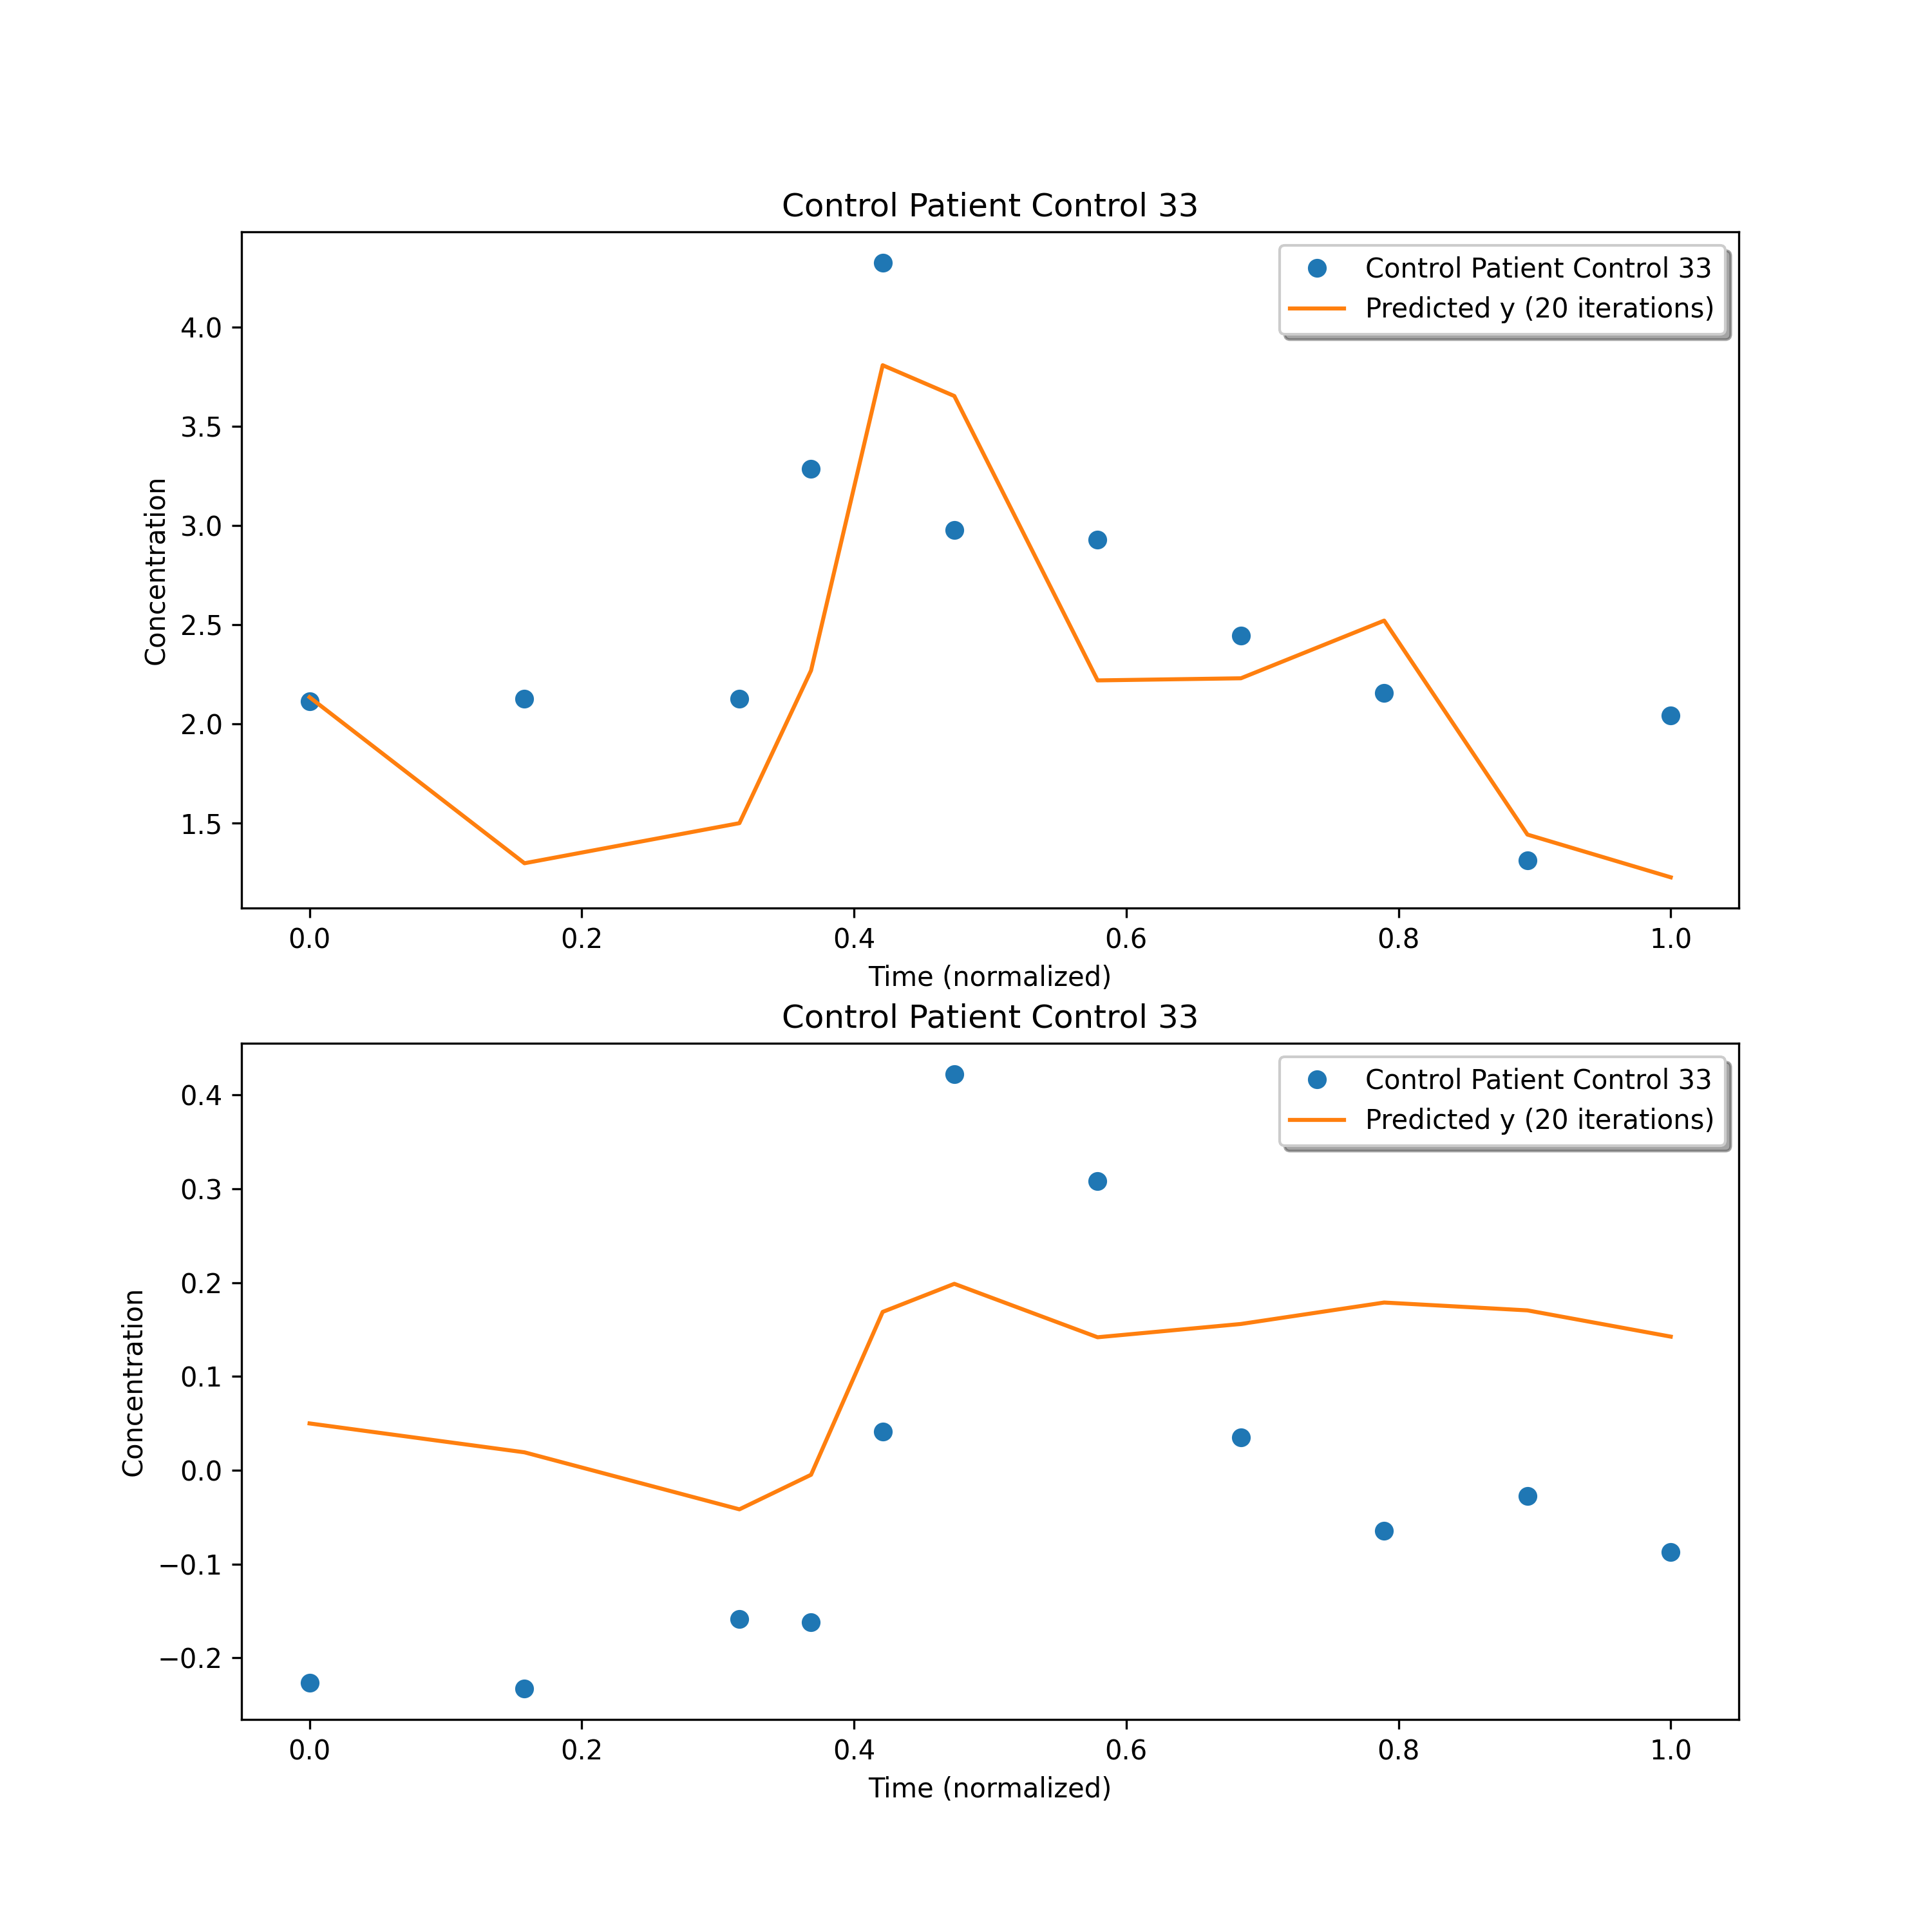 Control Patient Control 33
Control Patient Control 33
Predicted y (20 iterations)
4.0
3.5
3.0
2.5
2.0
1.5
Concentration
0.0 0.2 0.4 0.6 0.8 1.0
Time (normalized)
Control Patient Control 33
Control Patient Control 33
Predicted y (20 iterations)
0.4
0.3
0.2
0.1
0.0
−0.1
−0.2
Concentration
0.0 0.2 0.4 0.6 0.8 1.0
Time (normalized)